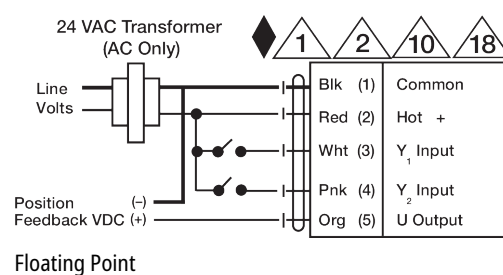 24 VAC Transformer
(AC Only)
1 2 10 18
Line
Volts
Blk (1) Common
Red (2) Hot +
Wht (3) Y1 Input
Pnk (4) Y2 Input
Org (5) U Output
Position (–)
Feedback VDC (+)
Floating Point